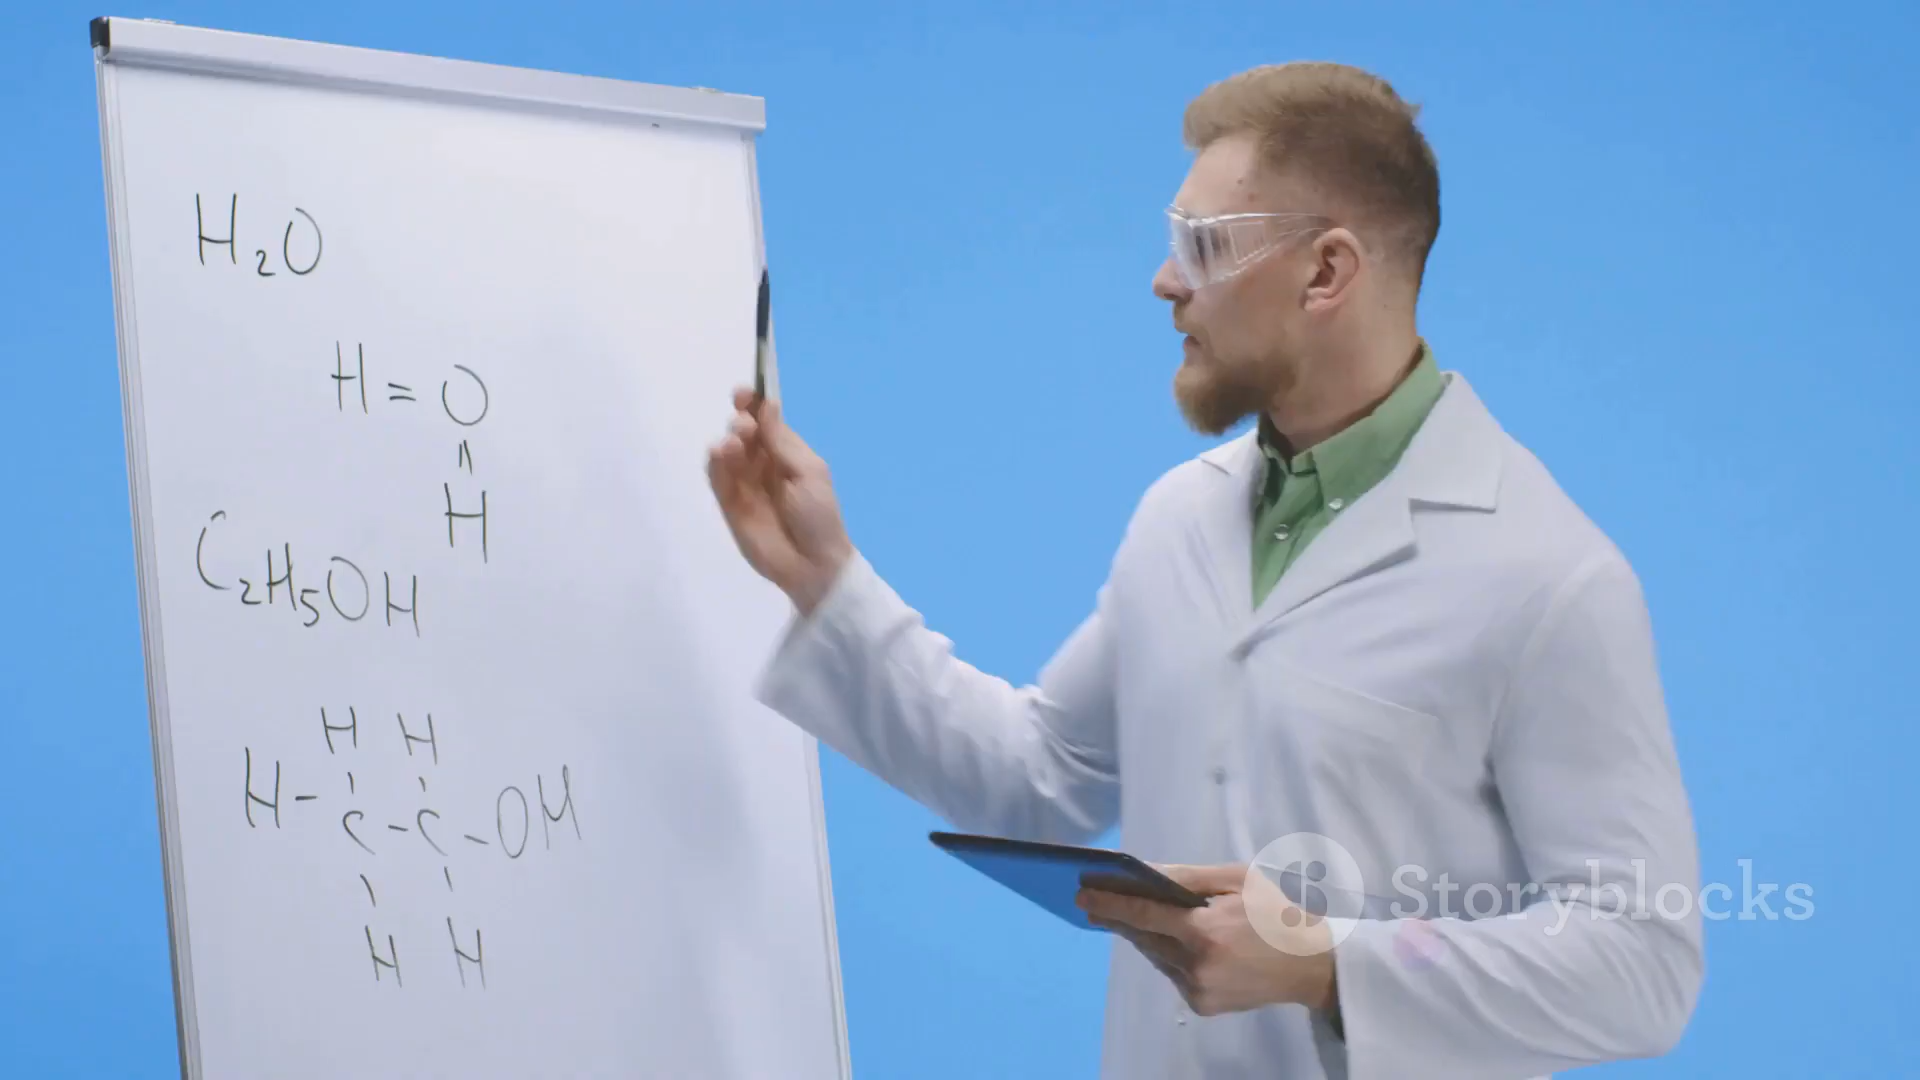 H₂O
H = O
=
H
C₂H₅OH
H H
H - C - C - OH
H H
Storyblocks